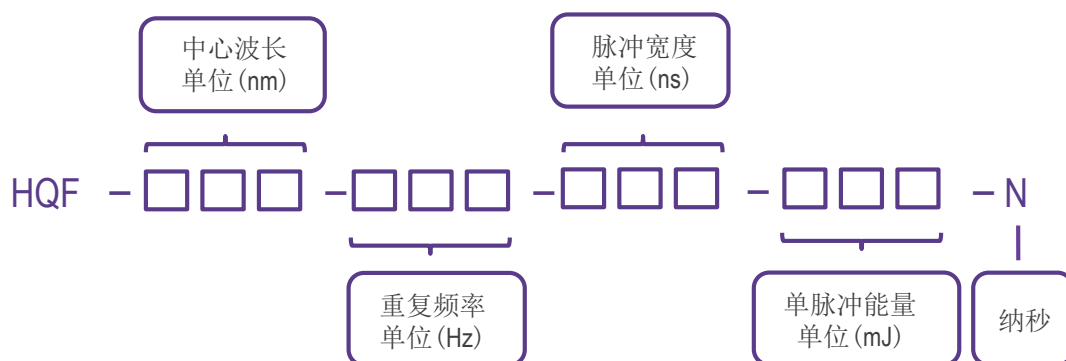 中心波长
单位(nm)
脉冲宽度
单位(ns)
HQF –□□□ –□□□ –□□□ –□□□ –N
重复频率
单位(Hz)
单脉冲能量
单位(mJ)
纳秒